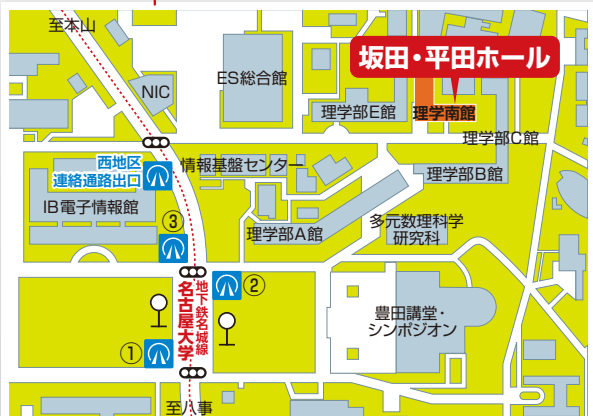 至本山
坂田・平田ホール
ES総合館
NIC
理学部E館
理学南館
理学部C館
西地区
連絡通路出口
情報基盤センター
理学部B館
IB電子情報館
理学部A館
多元数理科学
研究科
③
②
地下鉄名城線
名古屋大学
豊田講堂・
シンポジオン
①
至八事